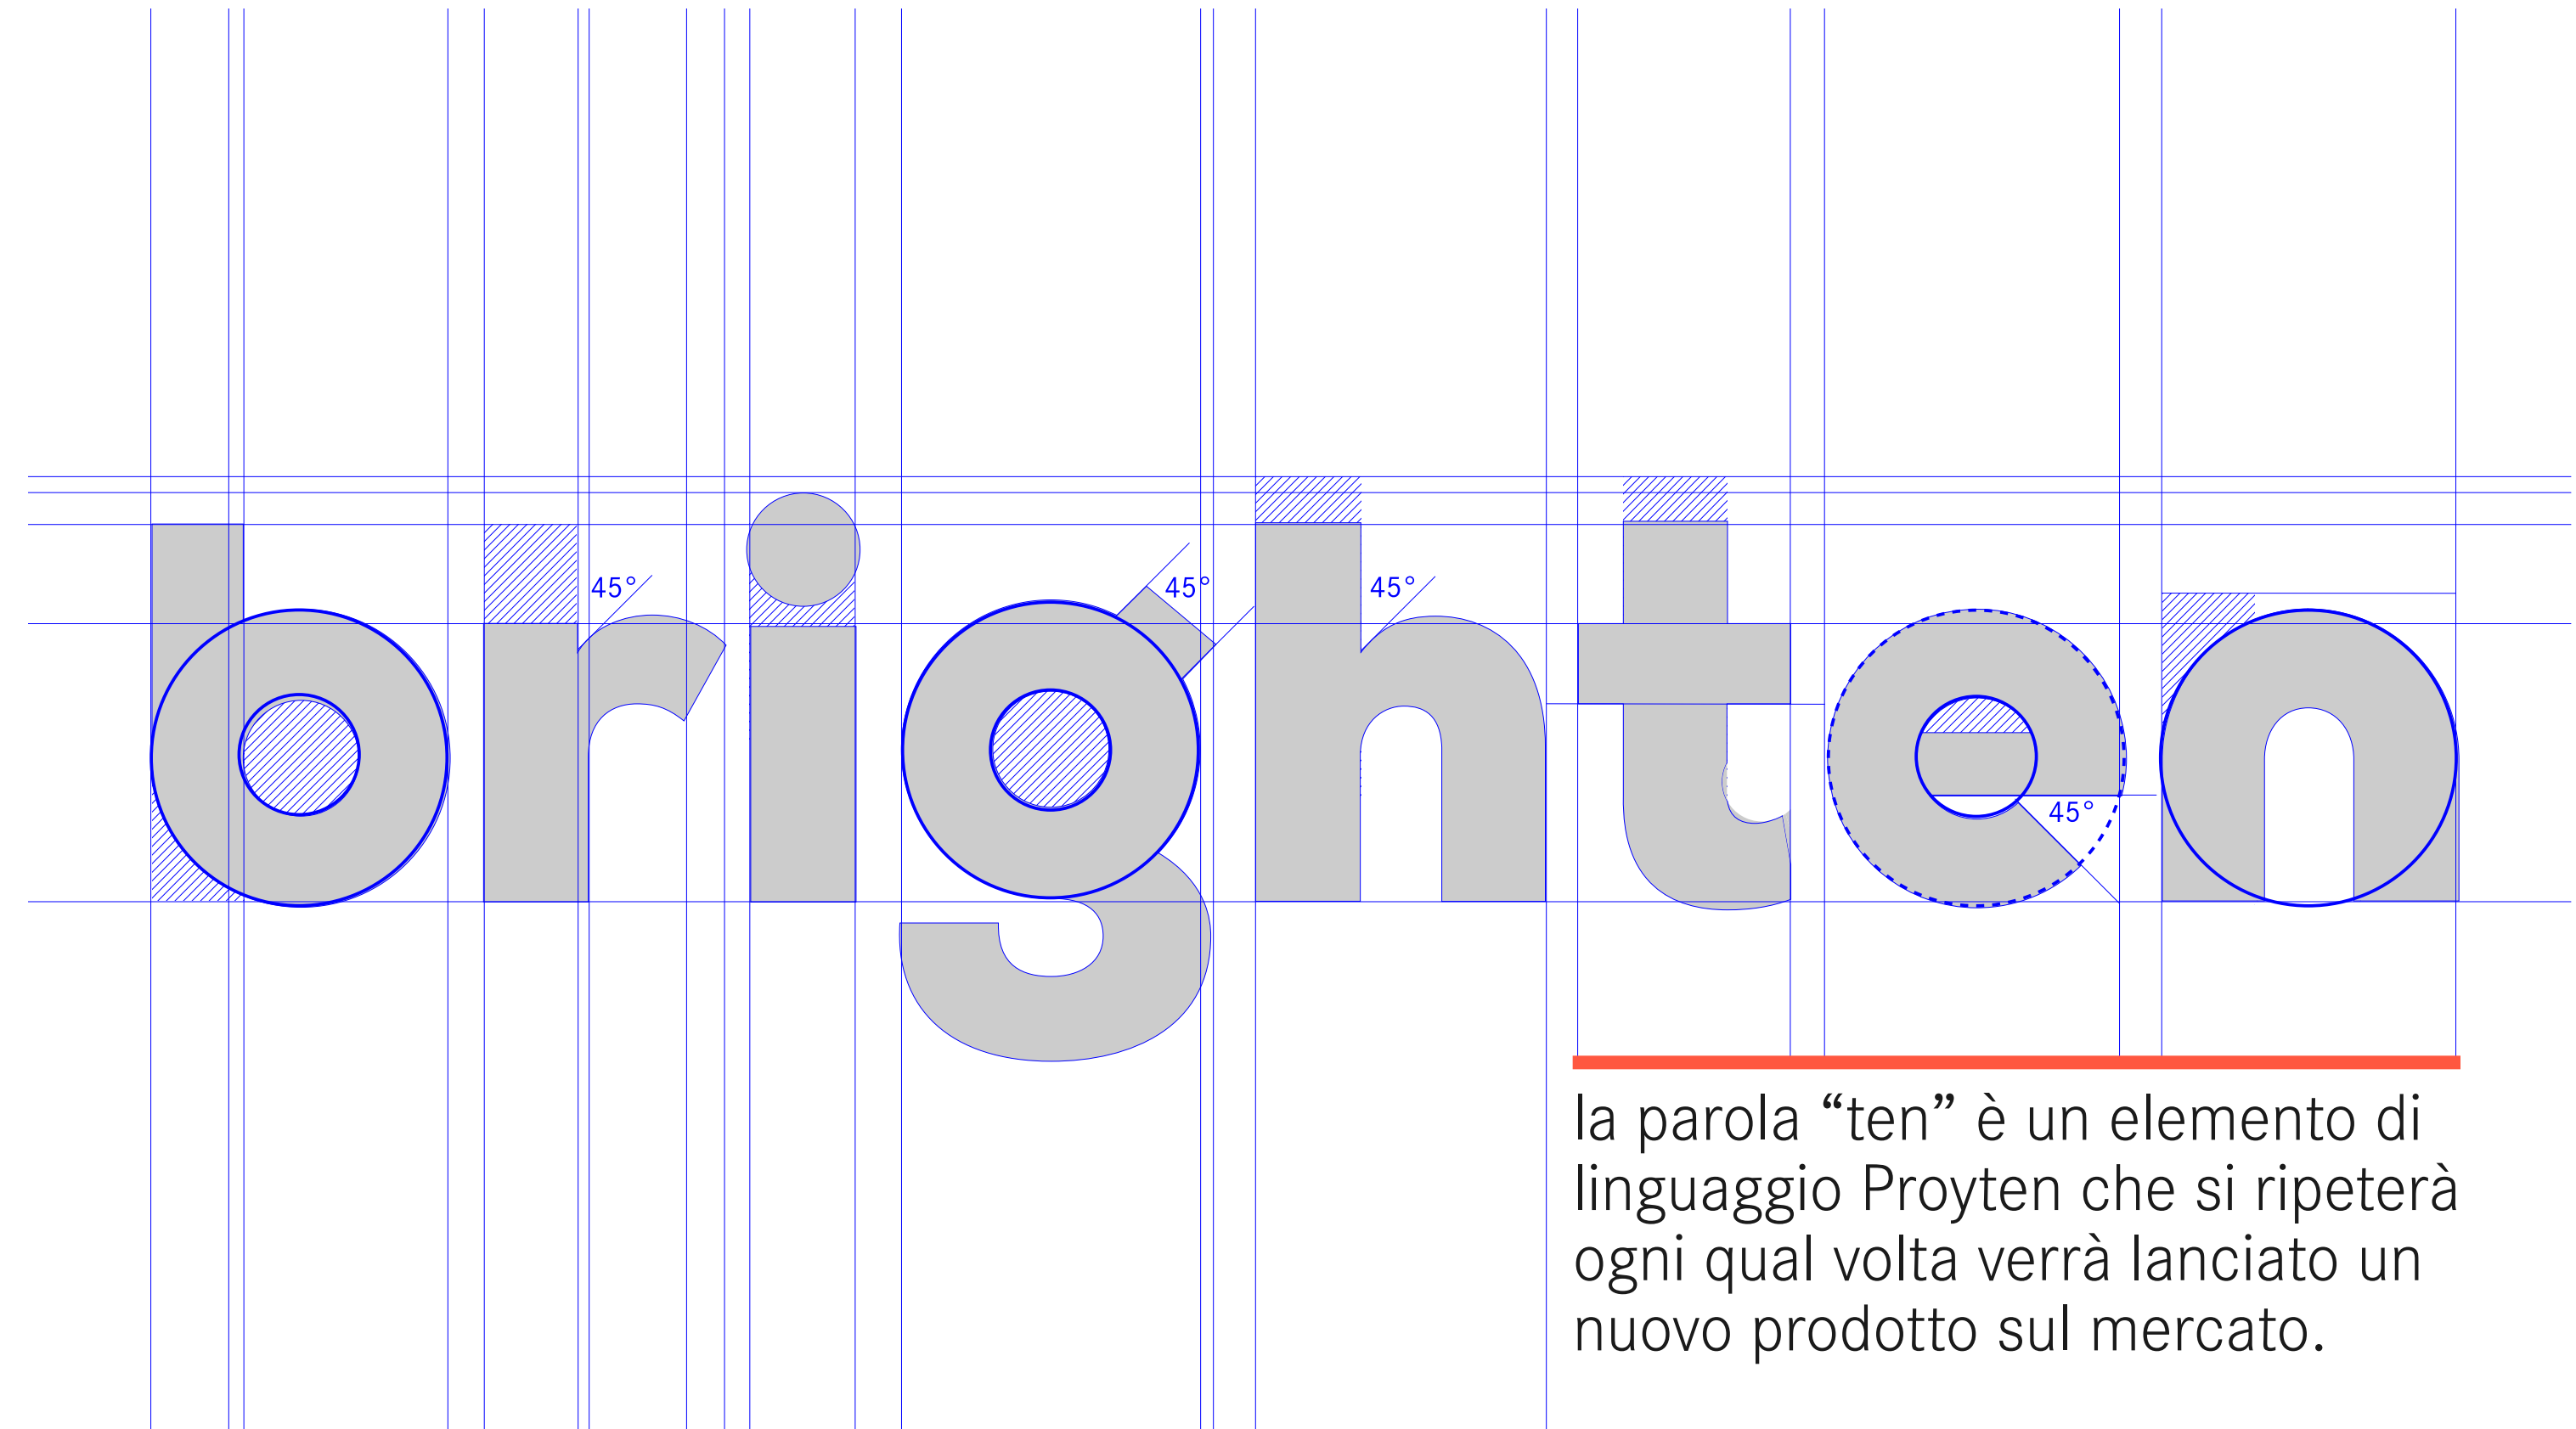 45°
45°
45°
brighten
45°
la parola “ten” è un elemento di
linguaggio Proyten che si ripeterà
ogni qual volta verrà lanciato un
nuovo prodotto sul mercato.